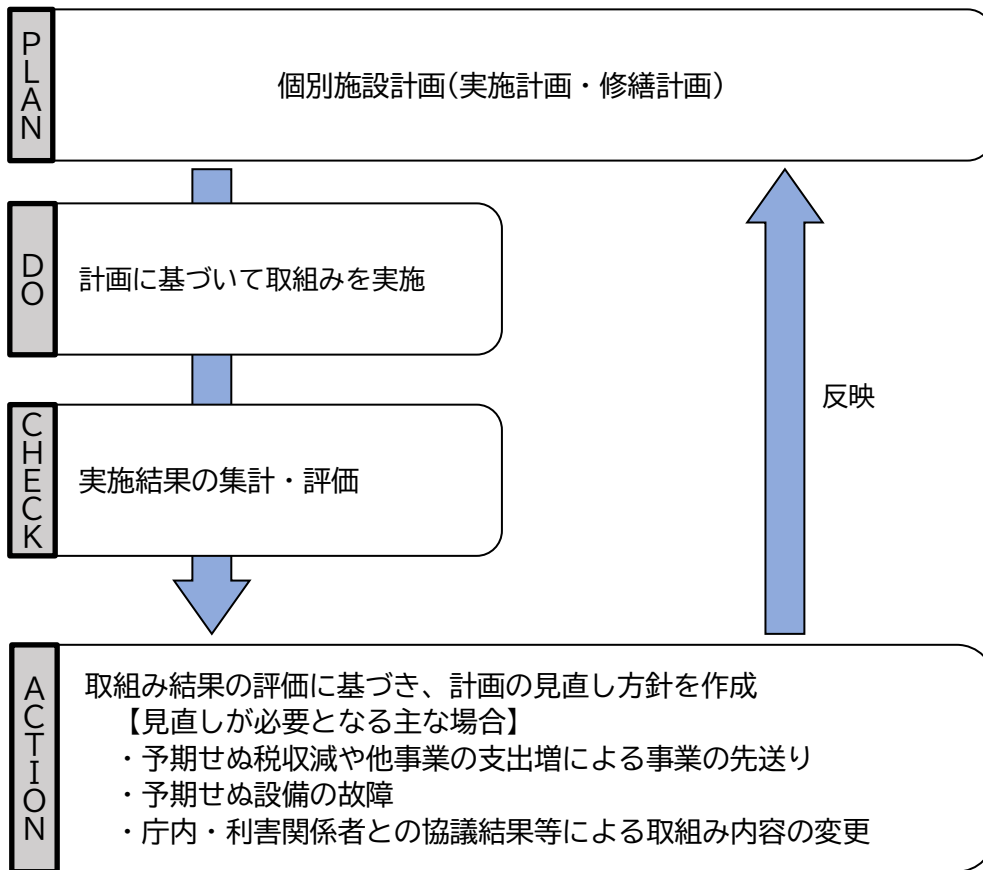 PLAN
個別施設計画(実施計画・修繕計画)
DO
計画に基づいて取組みを実施
反映
CHECK
実施結果の集計・評価
ACTION
取組み結果の評価に基づき、計画の見直し方針を作成
【見直しが必要となる主な場合】
・予期せぬ税収減や他事業の支出増による事業の先送り
・予期せぬ設備の故障
・庁内・利害関係者との協議結果等による取組み内容の変更